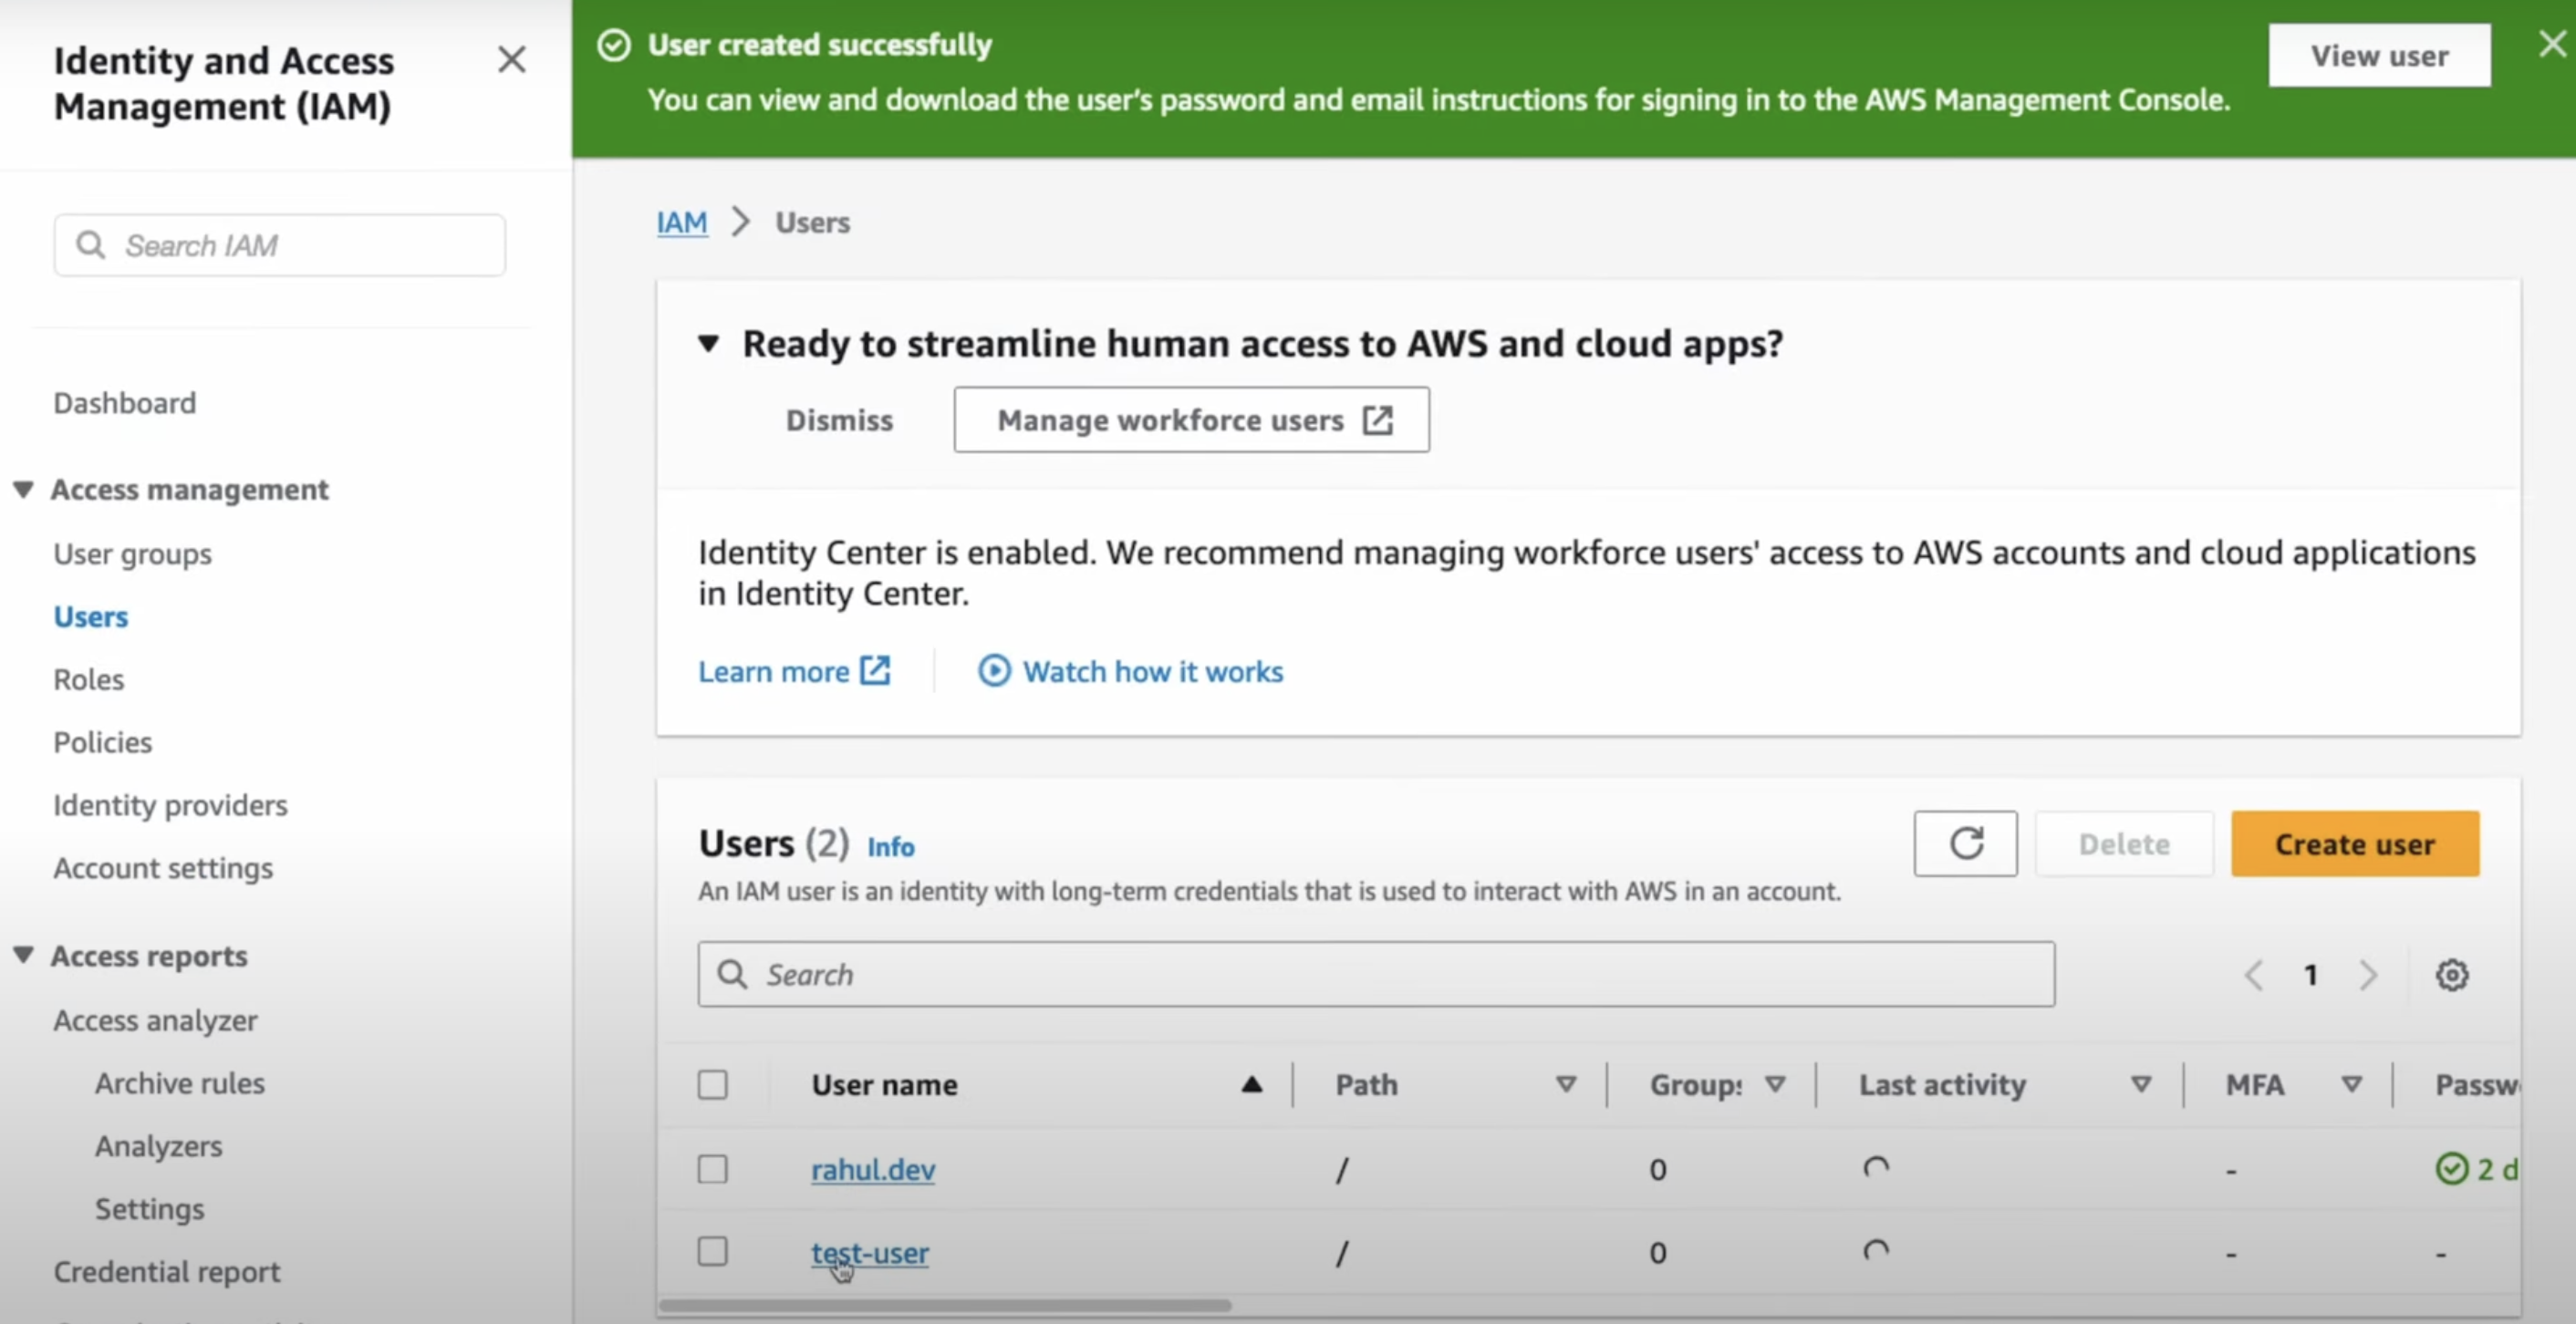 Identity and Access
Management (IAM)
Search IAM
Dashboard
Access management
User groups
Users
Roles
Policies
Identity providers
Account settings
Access reports
Access analyzer
Archive rules
Analyzers
Settings
Credential report
User created successfully
You can view and download the user's password and email instructions for signing in to the AWS Management Console.
View user
IAM > Users
Ready to streamline human access to AWS and cloud apps?
Dismiss
Manage workforce users
Identity Center is enabled. We recommend managing workforce users' access to AWS accounts and cloud applications
in Identity Center.
Learn more
Watch how it works
Users (2) Info
Delete
Create user
An IAM user is an identity with long-term credentials that is used to interact with AWS in an account.
Search
1
User name Path Group Last activity MFA Passw
rahul.dev / 0 - 2 d
test-user / 0 - -